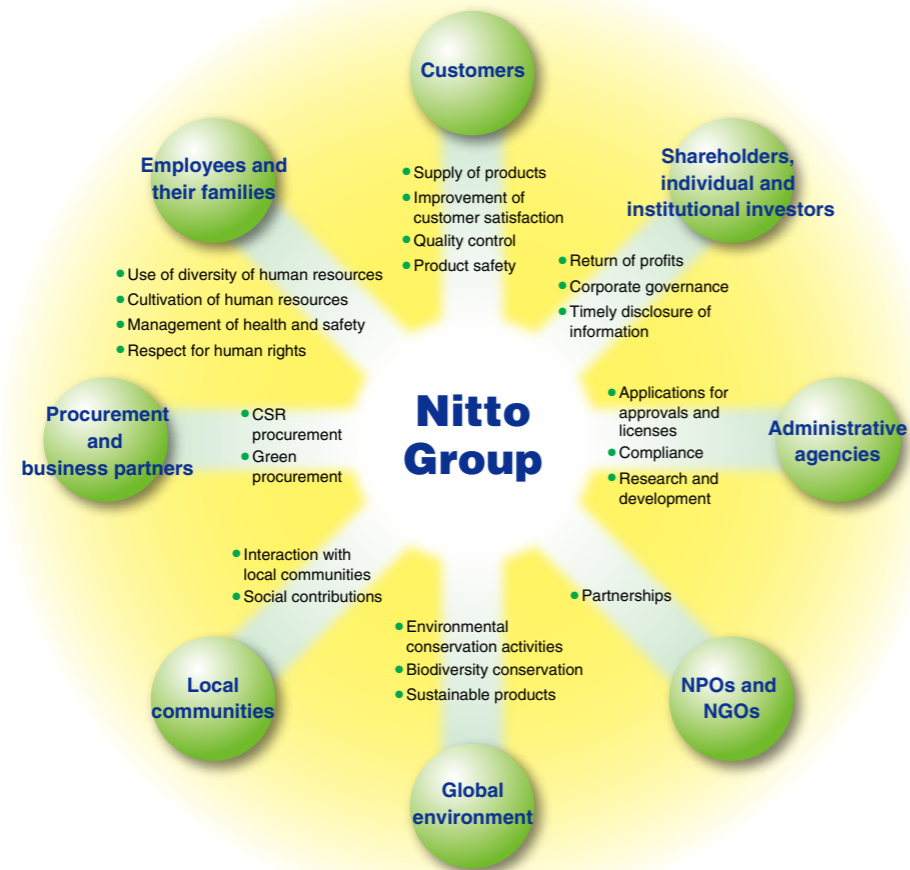 Customers
• Supply of products
• Improvement of
customer satisfaction
• Quality control
• Product safety
Shareholders,
individual and
institutional investors
• Return of profits
• Corporate governance
• Timely disclosure of
information
Administrative
agencies
• Applications for
approvals and
licenses
• Compliance
• Research and
development
NPOs and
NGOs
• Partnerships
Global
environment
• Environmental
conservation activities
• Biodiversity conservation
• Sustainable products
Local
communities
• Interaction with
local communities
• Social contributions
Procurement
and
business partners
• CSR
procurement
• Green
procurement
Employees and
their families
• Use of diversity of human resources
• Cultivation of human resources
• Management of health and safety
• Respect for human rights
Nitto
Group